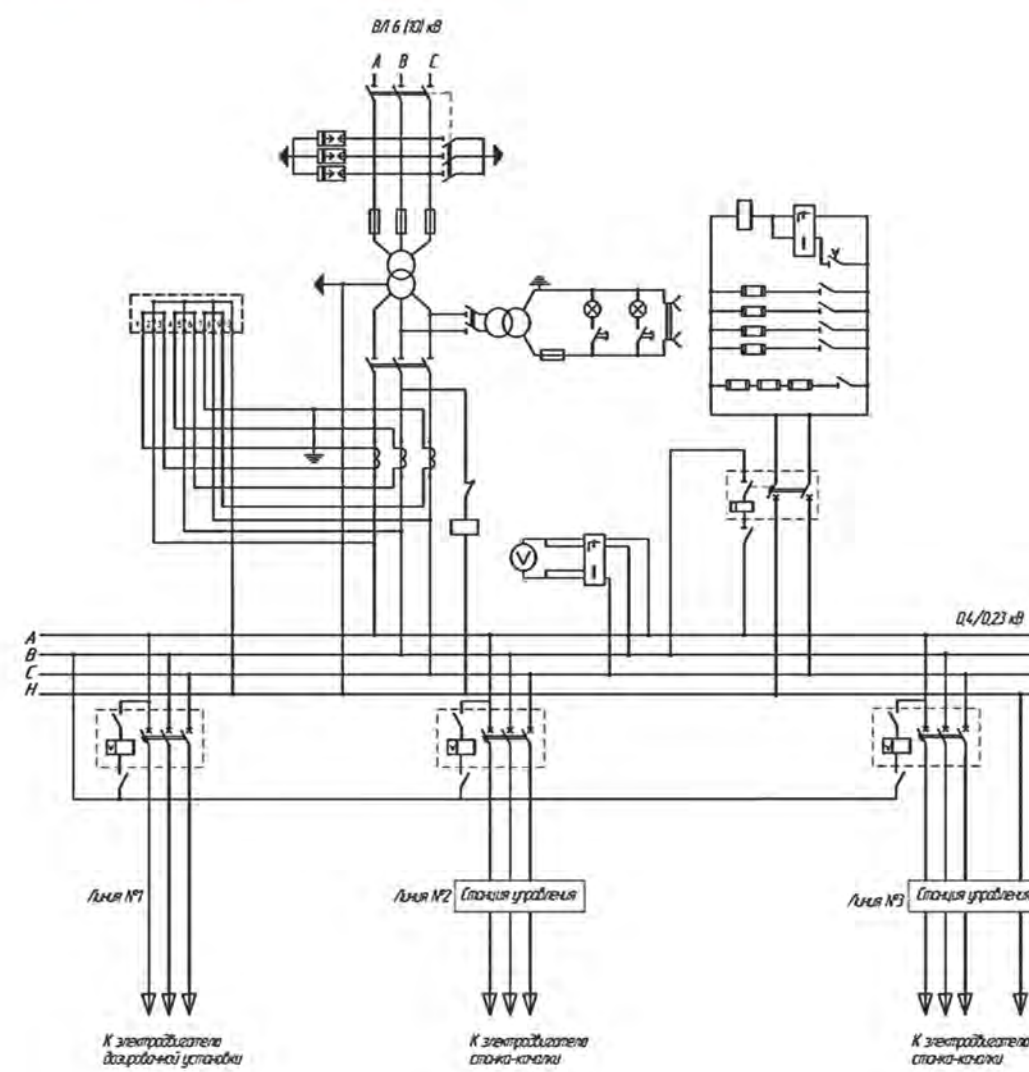 ВЛ 6 (10) кВ
А В С
V
0,4/0,23 кВ
А
В
С
Н
Линия №1
Линия №2
Станция управления
Линия №3
Станция управления
К электродвигателю
дозировочной установки
К электродвигателю
станка-качалки
К электродвигателю
станка-качалки